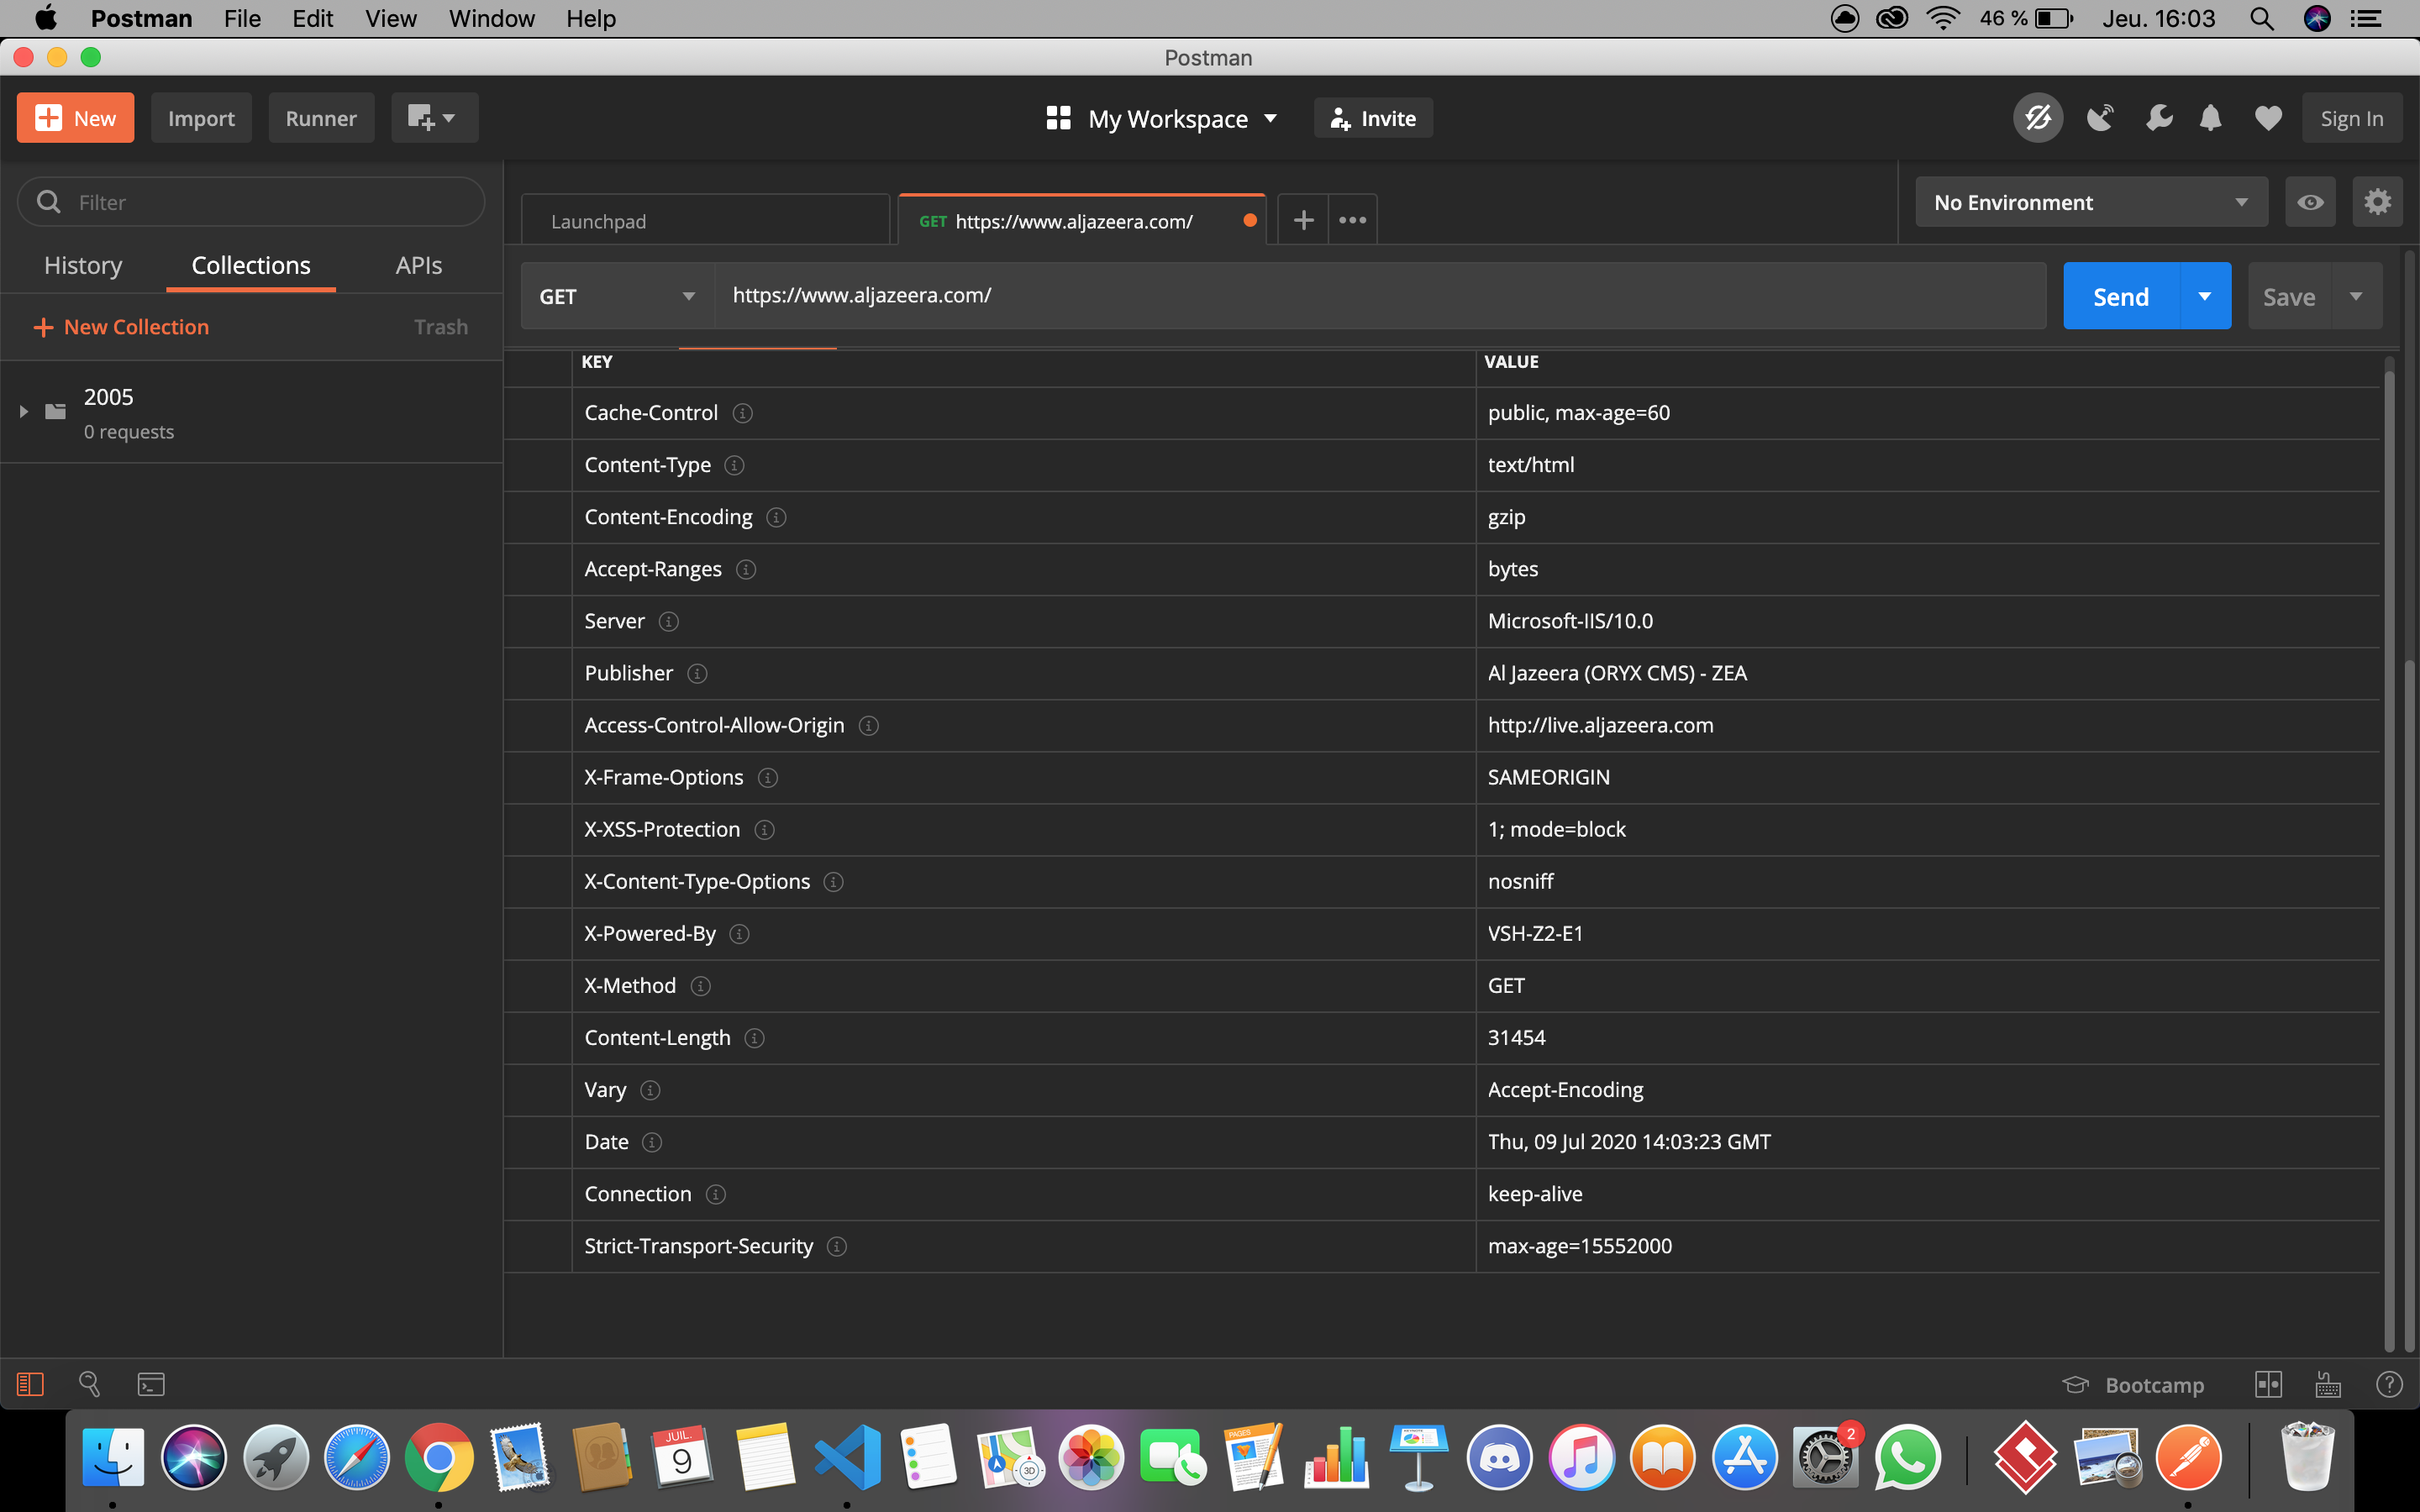 Postman File Edit View Window Help 46 % Jeu. 16:03
Postman
New Import Runner My Workspace Invite Sign In
Filter
Launchpad GET https://www.aljazeera.com/ No Environment
History Collections APIs
GET https://www.aljazeera.com/ Send Save
New Collection Trash
2005
0 requests
KEY VALUE
Cache-Control public, max-age=60
Content-Type text/html
Content-Encoding gzip
Accept-Ranges bytes
Server Microsoft-IIS/10.0
Publisher Al Jazeera (ORYX CMS) - ZEA
Access-Control-Allow-Origin http://live.aljazeera.com
X-Frame-Options SAMEORIGIN
X-XSS-Protection 1; mode=block
X-Content-Type-Options nosniff
X-Powered-By VSH-Z2-E1
X-Method GET
Content-Length 31454
Vary Accept-Encoding
Date Thu, 09 Jul 2020 14:03:23 GMT
Connection keep-alive
Strict-Transport-Security max-age=15552000
Bootcamp
JUIL.
9
3D
PAGES
2